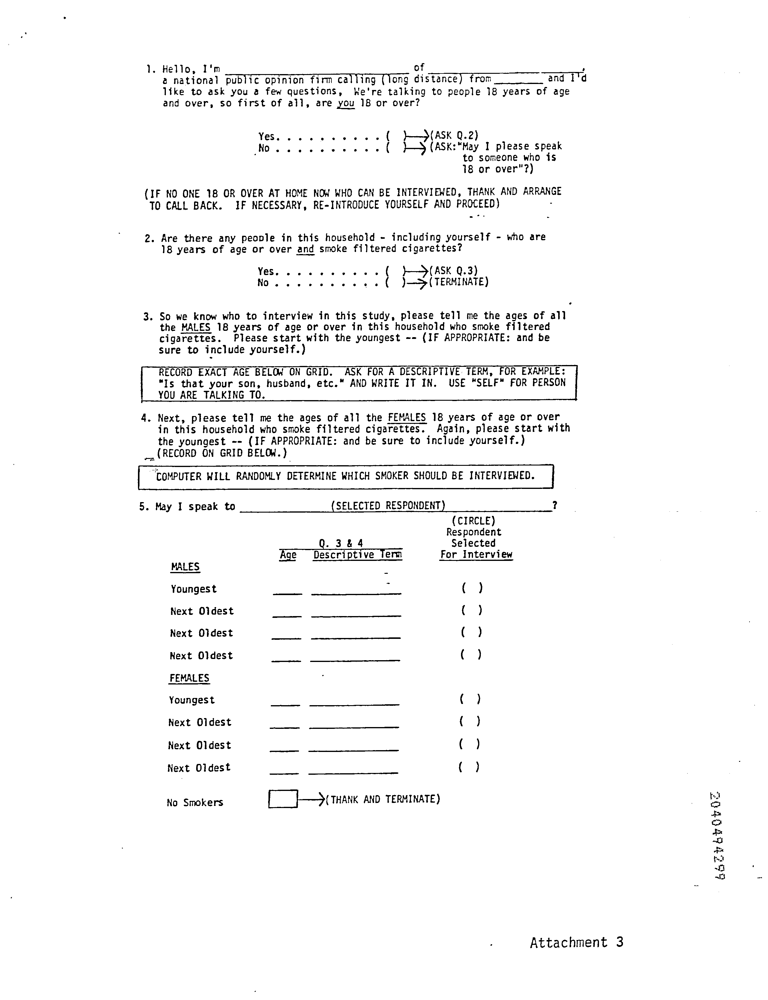 1. Hello, I'm ____________________ of ____________________,
a national public opinion firm calling (long distance) from _______ and I'd
like to ask you a few questions, We're talking to people 18 years of age
and over, so first of all, are you 18 or over?
Yes. . . . . . . . . . ( ) →(ASK Q.2)
No . . . . . . . . . . ( ) →(ASK:"May I please speak
to someone who is
18 or over"?)
(IF NO ONE 18 OR OVER AT HOME NOW WHO CAN BE INTERVIEWED, THANK AND ARRANGE
TO CALL BACK. IF NECESSARY, RE-INTRODUCE YOURSELF AND PROCEED)
2. Are there any people in this household - including yourself - who are
18 years of age or over and smoke filtered cigarettes?
Yes. . . . . . . . . . ( ) →(ASK Q.3)
No . . . . . . . . . . ( ) →(TERMINATE)
3. So we know who to interview in this study, please tell me the ages of all
the MALES 18 years of age or over in this household who smoke filtered
cigarettes. Please start with the youngest -- (IF APPROPRIATE: and be
sure to include yourself.)
RECORD EXACT AGE BELOW ON GRID. ASK FOR A DESCRIPTIVE TERM, FOR EXAMPLE:
"Is that your son, husband, etc." AND WRITE IT IN. USE "SELF" FOR PERSON
YOU ARE TALKING TO.
4. Next, please tell me the ages of all the FEMALES 18 years of age or over
in this household who smoke filtered cigarettes. Again, please start with
the youngest -- (IF APPROPRIATE: and be sure to include yourself.)
(RECORD ON GRID BELOW.)
COMPUTER WILL RANDOMLY DETERMINE WHICH SMOKER SHOULD BE INTERVIEWED.
5. May I speak to ____________ (SELECTED RESPONDENT) ____________ ?
(CIRCLE)
Respondent
Q. 3 & 4 Selected
Age Descriptive Term For Interview
MALES
Youngest ____ ____________ ( )
Next Oldest ____ ____________ ( )
Next Oldest ____ ____________ ( )
Next Oldest ____ ____________ ( )
FEMALES
Youngest ____ ____________ ( )
Next Oldest ____ ____________ ( )
Next Oldest ____ ____________ ( )
Next Oldest ____ ____________ ( )
No Smokers →(THANK AND TERMINATE)
2040494299
Attachment 3